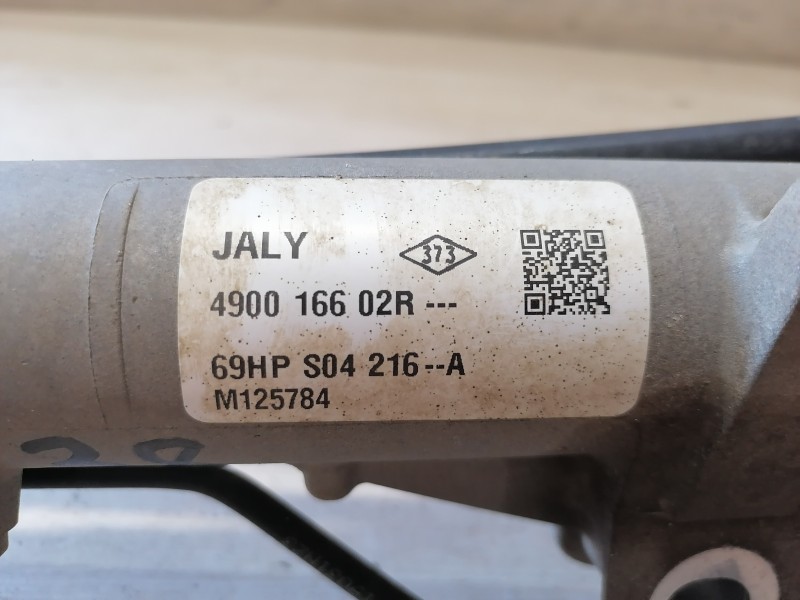 JALY 373
4900 166 02R ---
69HP S04 216--A
M125784